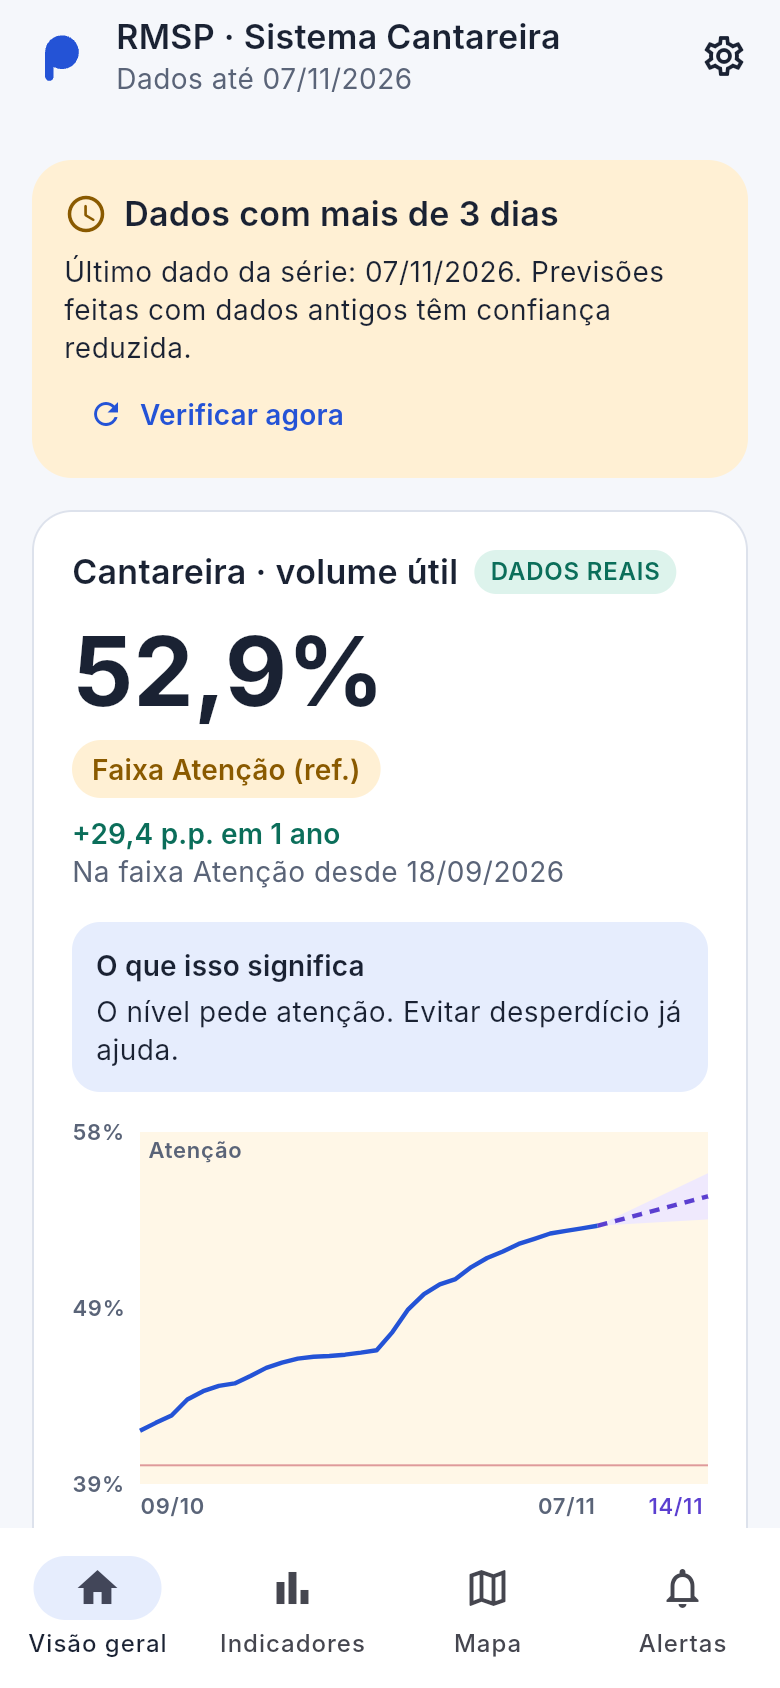 RMSP · Sistema Cantareira
Dados até 07/11/2026
Dados com mais de 3 dias
Último dado da série: 07/11/2026. Previsões
feitas com dados antigos têm confiança
reduzida.
Verificar agora
Cantareira · volume útil
DADOS REAIS
52,9%
Faixa Atenção (ref.)
+29,4 p.p. em 1 ano
Na faixa Atenção desde 18/09/2026
O que isso significa
O nível pede atenção. Evitar desperdício já
ajuda.
58%
Atenção
49%
39%
09/10
07/11
14/11
Visão geral
Indicadores
Mapa
Alertas